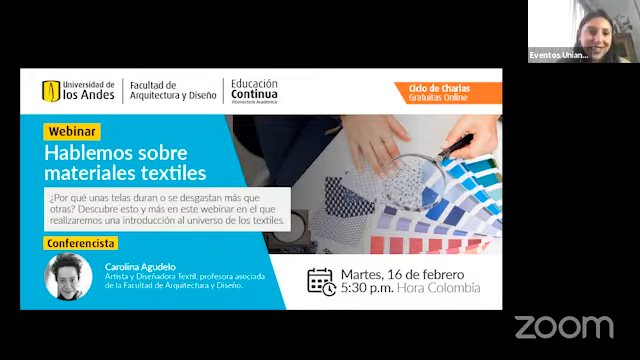 Universidad de
los Andes
Facultad de
Arquitectura y Diseño
Educación
Continua
Vicerrectoría Académica
Ciclo de Charlas
Gratuitas Online
Eventos Unian...
Webinar
Hablemos sobre
materiales textiles
¿Por qué unas telas duran o se desgastan más que
otras? Descubre esto y más en este webinar en el que
realizaremos una introducción al universo de los textiles.
Conferencista
Carolina Agudelo
Artista y Diseñadora Textil, profesora asociada
de la Facultad de Arquitectura y Diseño.
Martes, 16 de febrero
5:30 p.m. Hora Colombia
zoom